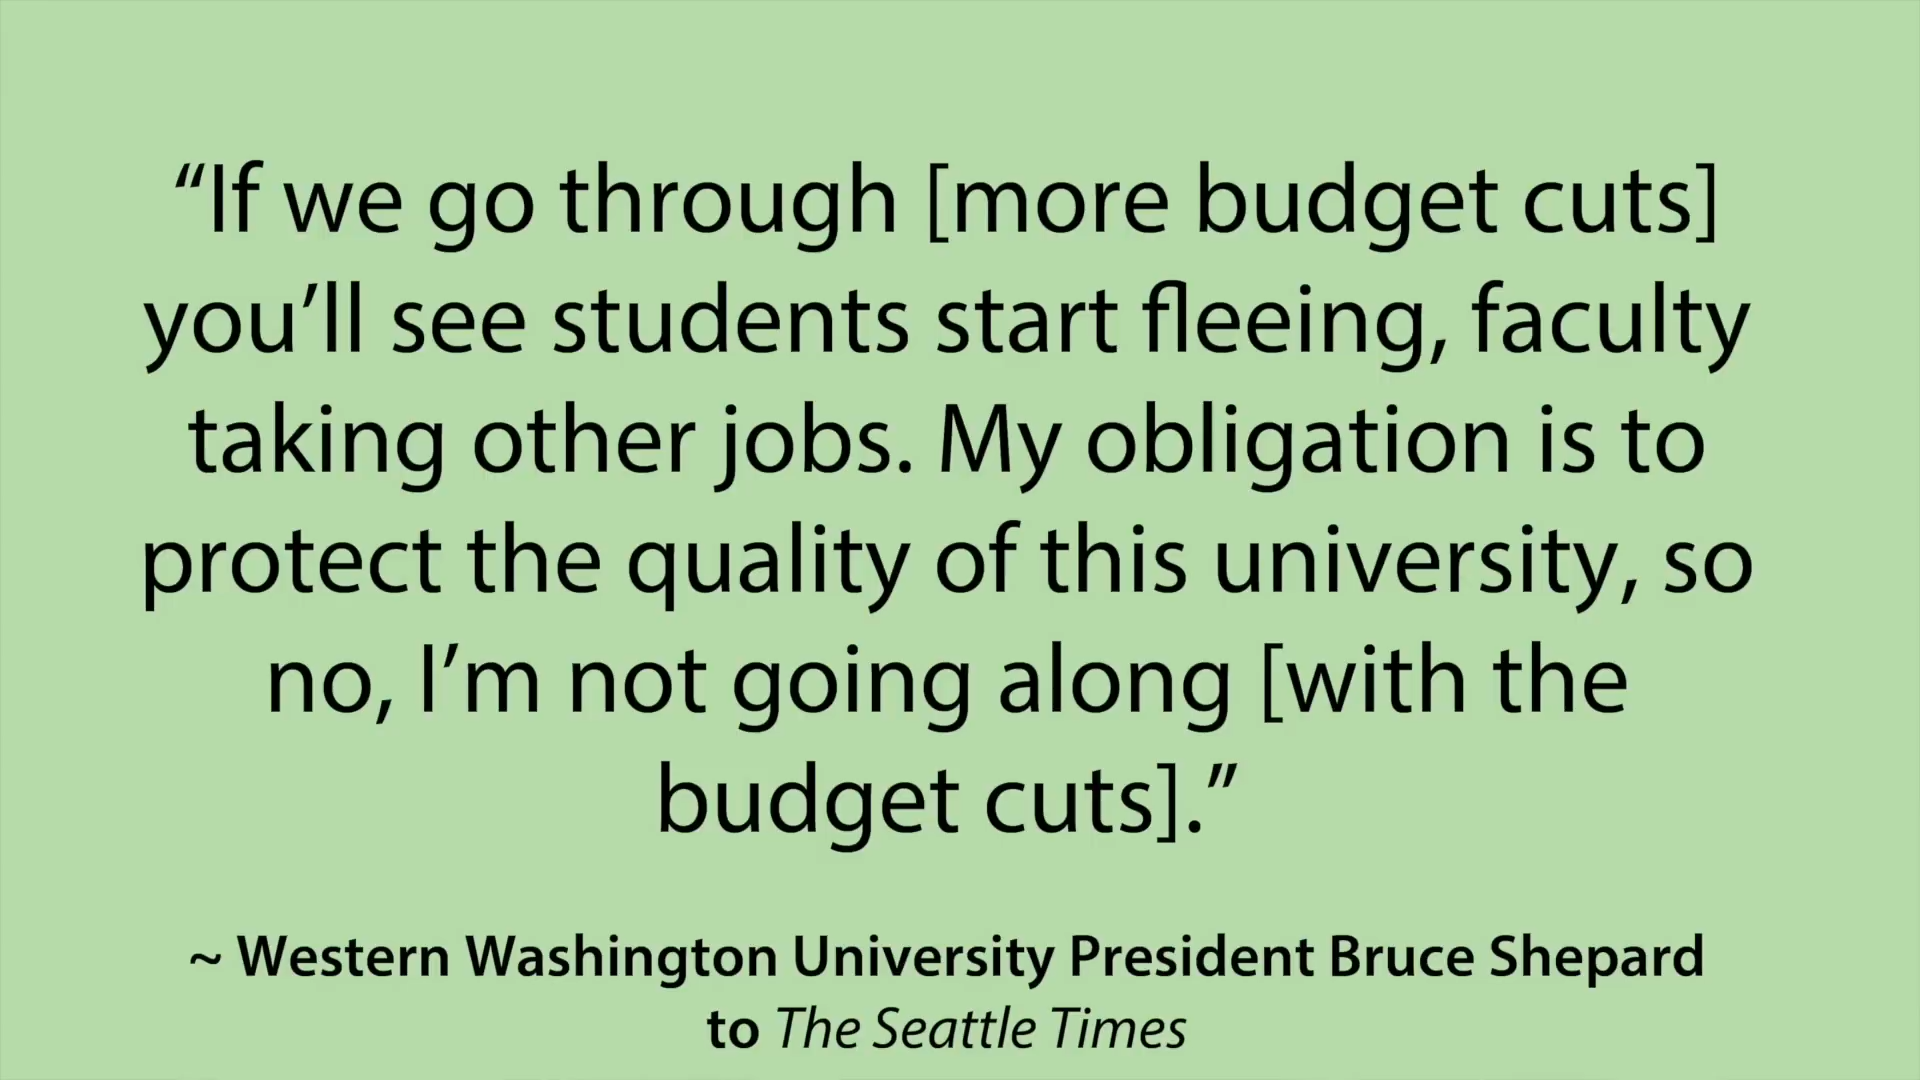 “If we go through [more budget cuts]
you’ll see students start fleeing, faculty
taking other jobs. My obligation is to
protect the quality of this university, so
no, I’m not going along [with the
budget cuts].”
~ Western Washington University President Bruce Shepard
to The Seattle Times